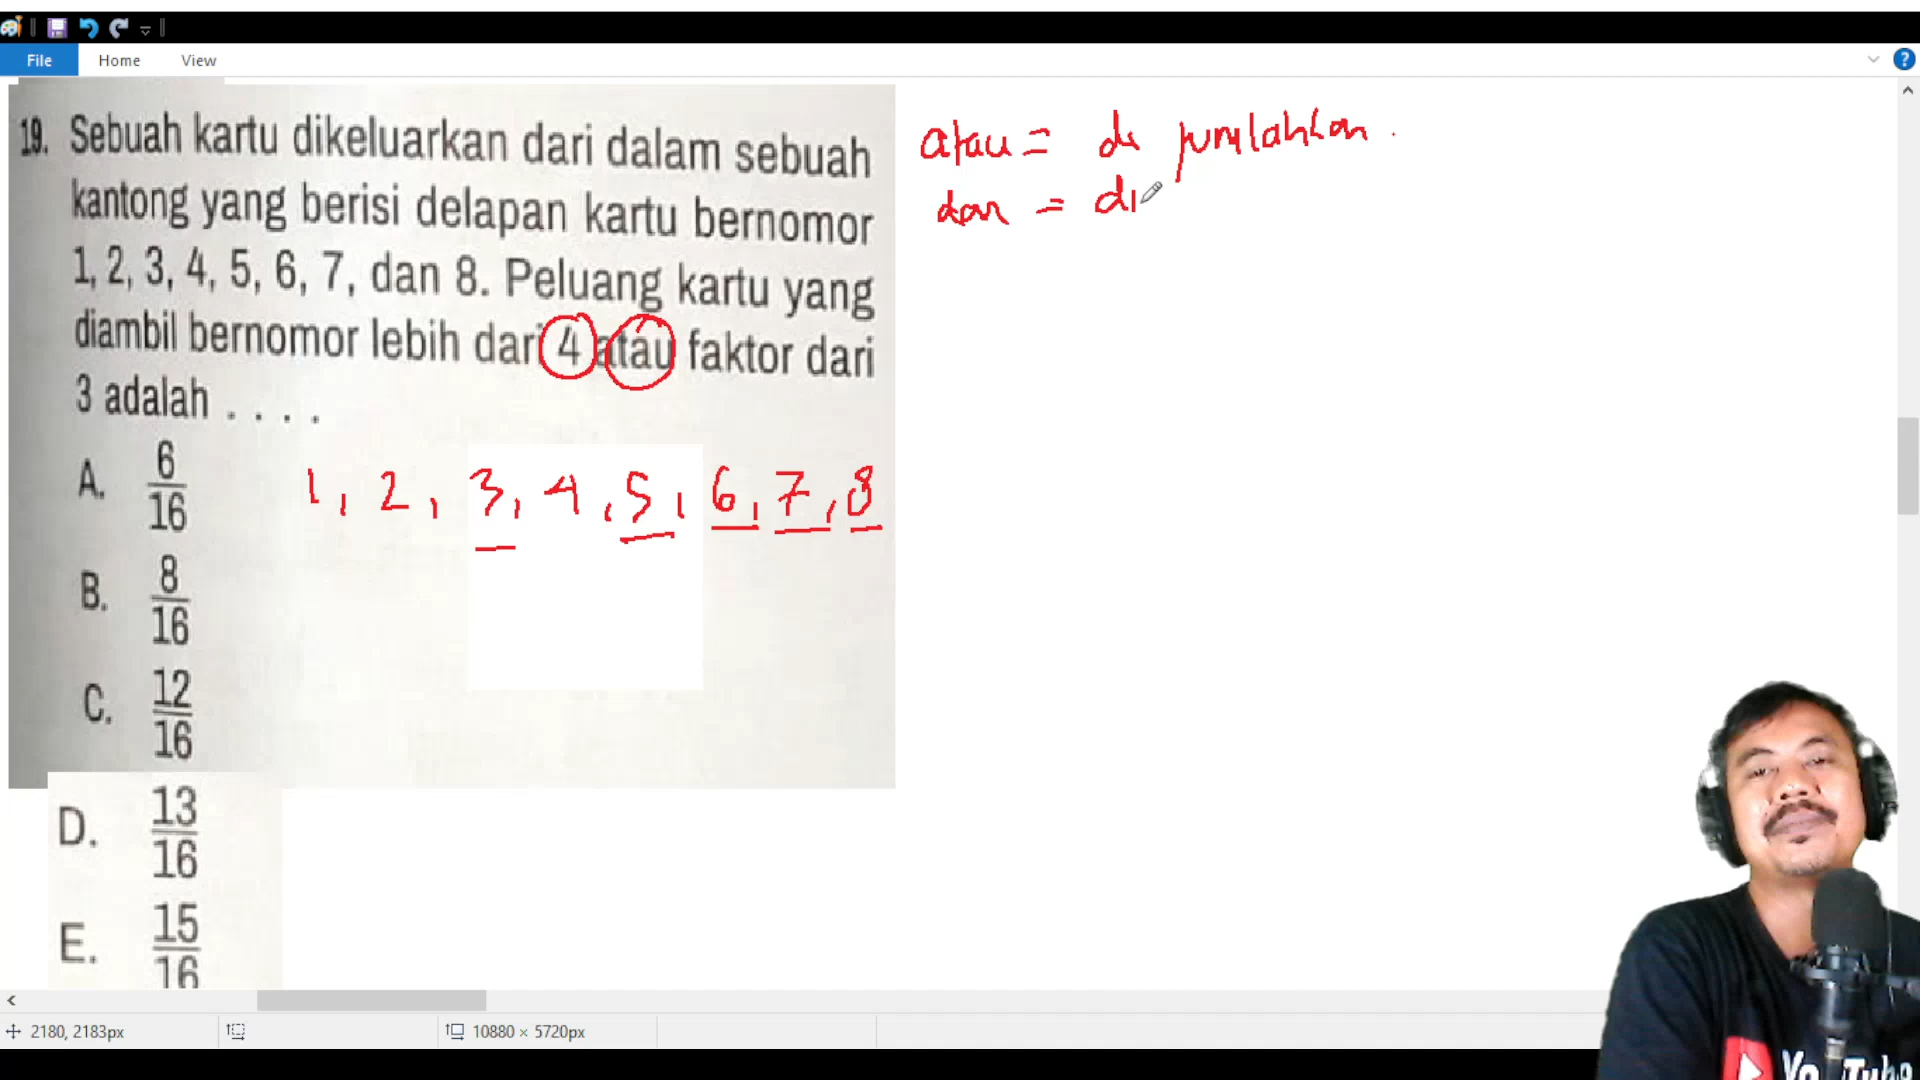 File Home View
19. Sebuah kartu dikeluarkan dari dalam sebuah
kantong yang berisi delapan kartu bernomor
1, 2, 3, 4, 5, 6, 7, dan 8. Peluang kartu yang
diambil bernomor lebih dari 4 atau faktor dari
3 adalah . . . .
A. 6/16
B. 8/16
C. 12/16
D. 13/16
E. 15/16
1, 2, 3, 4, 5, 6, 7, 8
atau = di jumlahkan.
dan = di
2180, 2183px
10880 × 5720px
YouTube